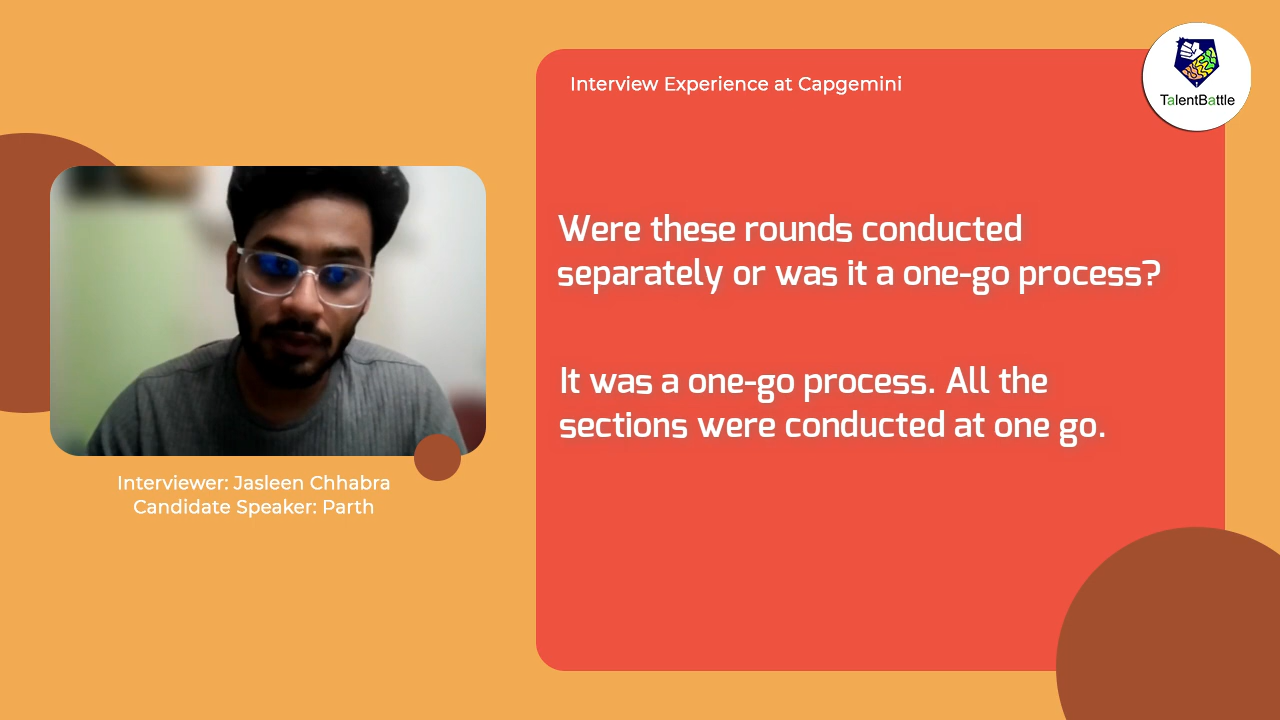 Interview Experience at Capgemini
TalentBattle
Were these rounds conducted
separately or was it a one-go process?
It was a one-go process. All the
sections were conducted at one go.
Interviewer: Jasleen Chhabra
Candidate Speaker: Parth